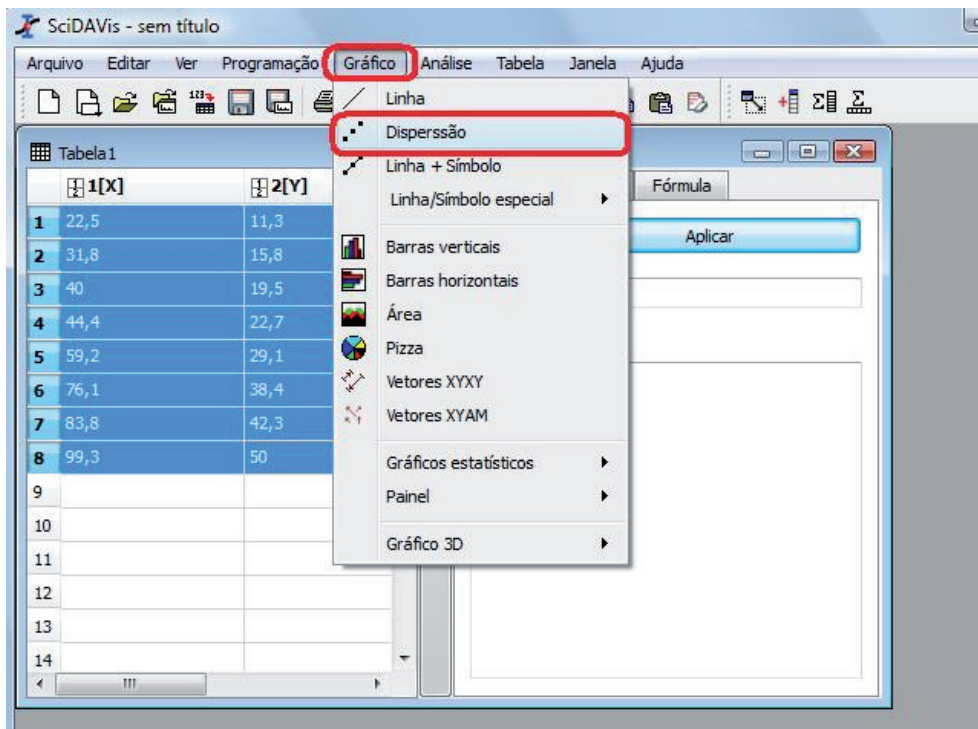 SciDAVis - sem título
Arquivo Editar Ver Programação Gráfico Análise Tabela Janela Ajuda
Linha
Disperssão
Linha + Símbolo
Linha/Símbolo especial
Barras verticais
Barras horizontais
Área
Pizza
Vetores XYXY
Vetores XYAM
Gráficos estatísticos
Painel
Gráfico 3D
Tabela1
1[X] 2[Y]
1 22,5 11,3
2 31,8 15,8
3 40 19,5
4 44,4 22,7
5 59,2 29,1
6 76,1 38,4
7 83,8 42,3
8 99,3 50
9
10
11
12
13
14
Fórmula
Aplicar